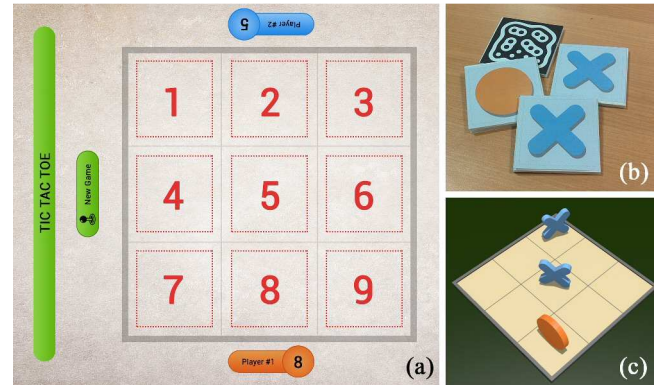 5 Player #2
TIC TAC TOE
New Game
1 2 3
4 5 6
7 8 9
Player #1 8
(a)
(b)
(c)